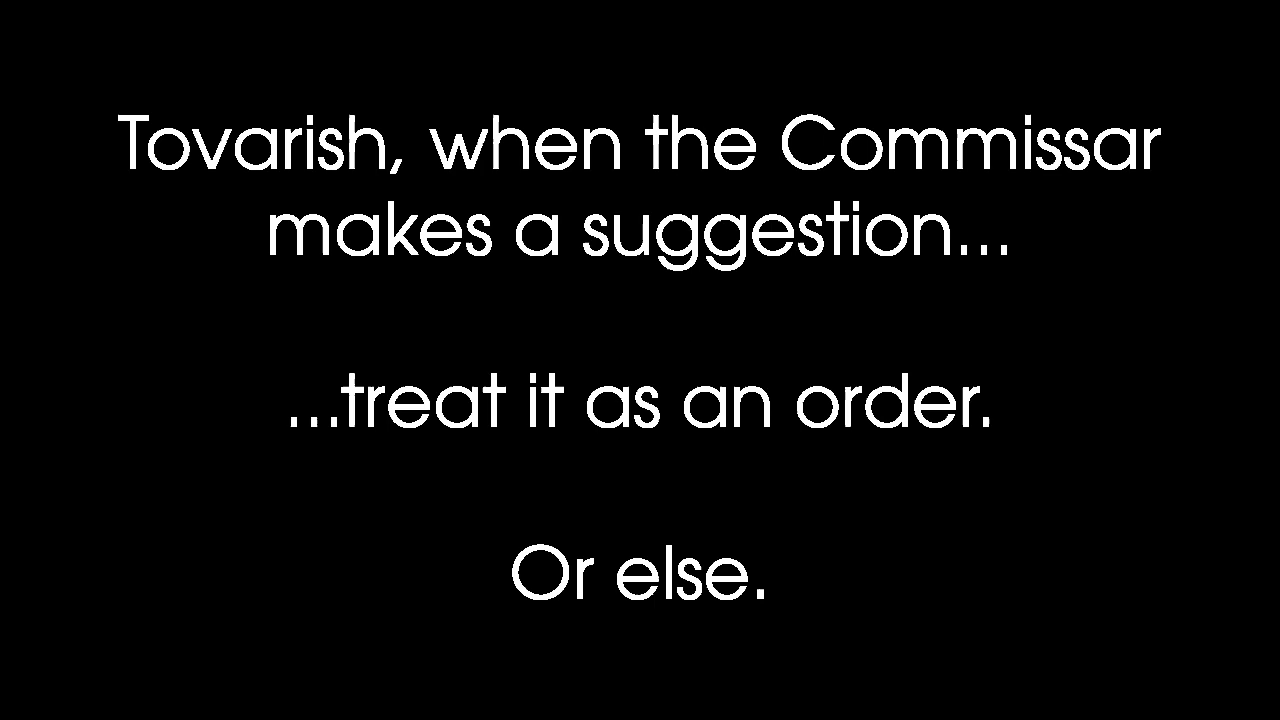 Tovarish, when the Commissar
makes a suggestion...
...treat it as an order.
Or else.